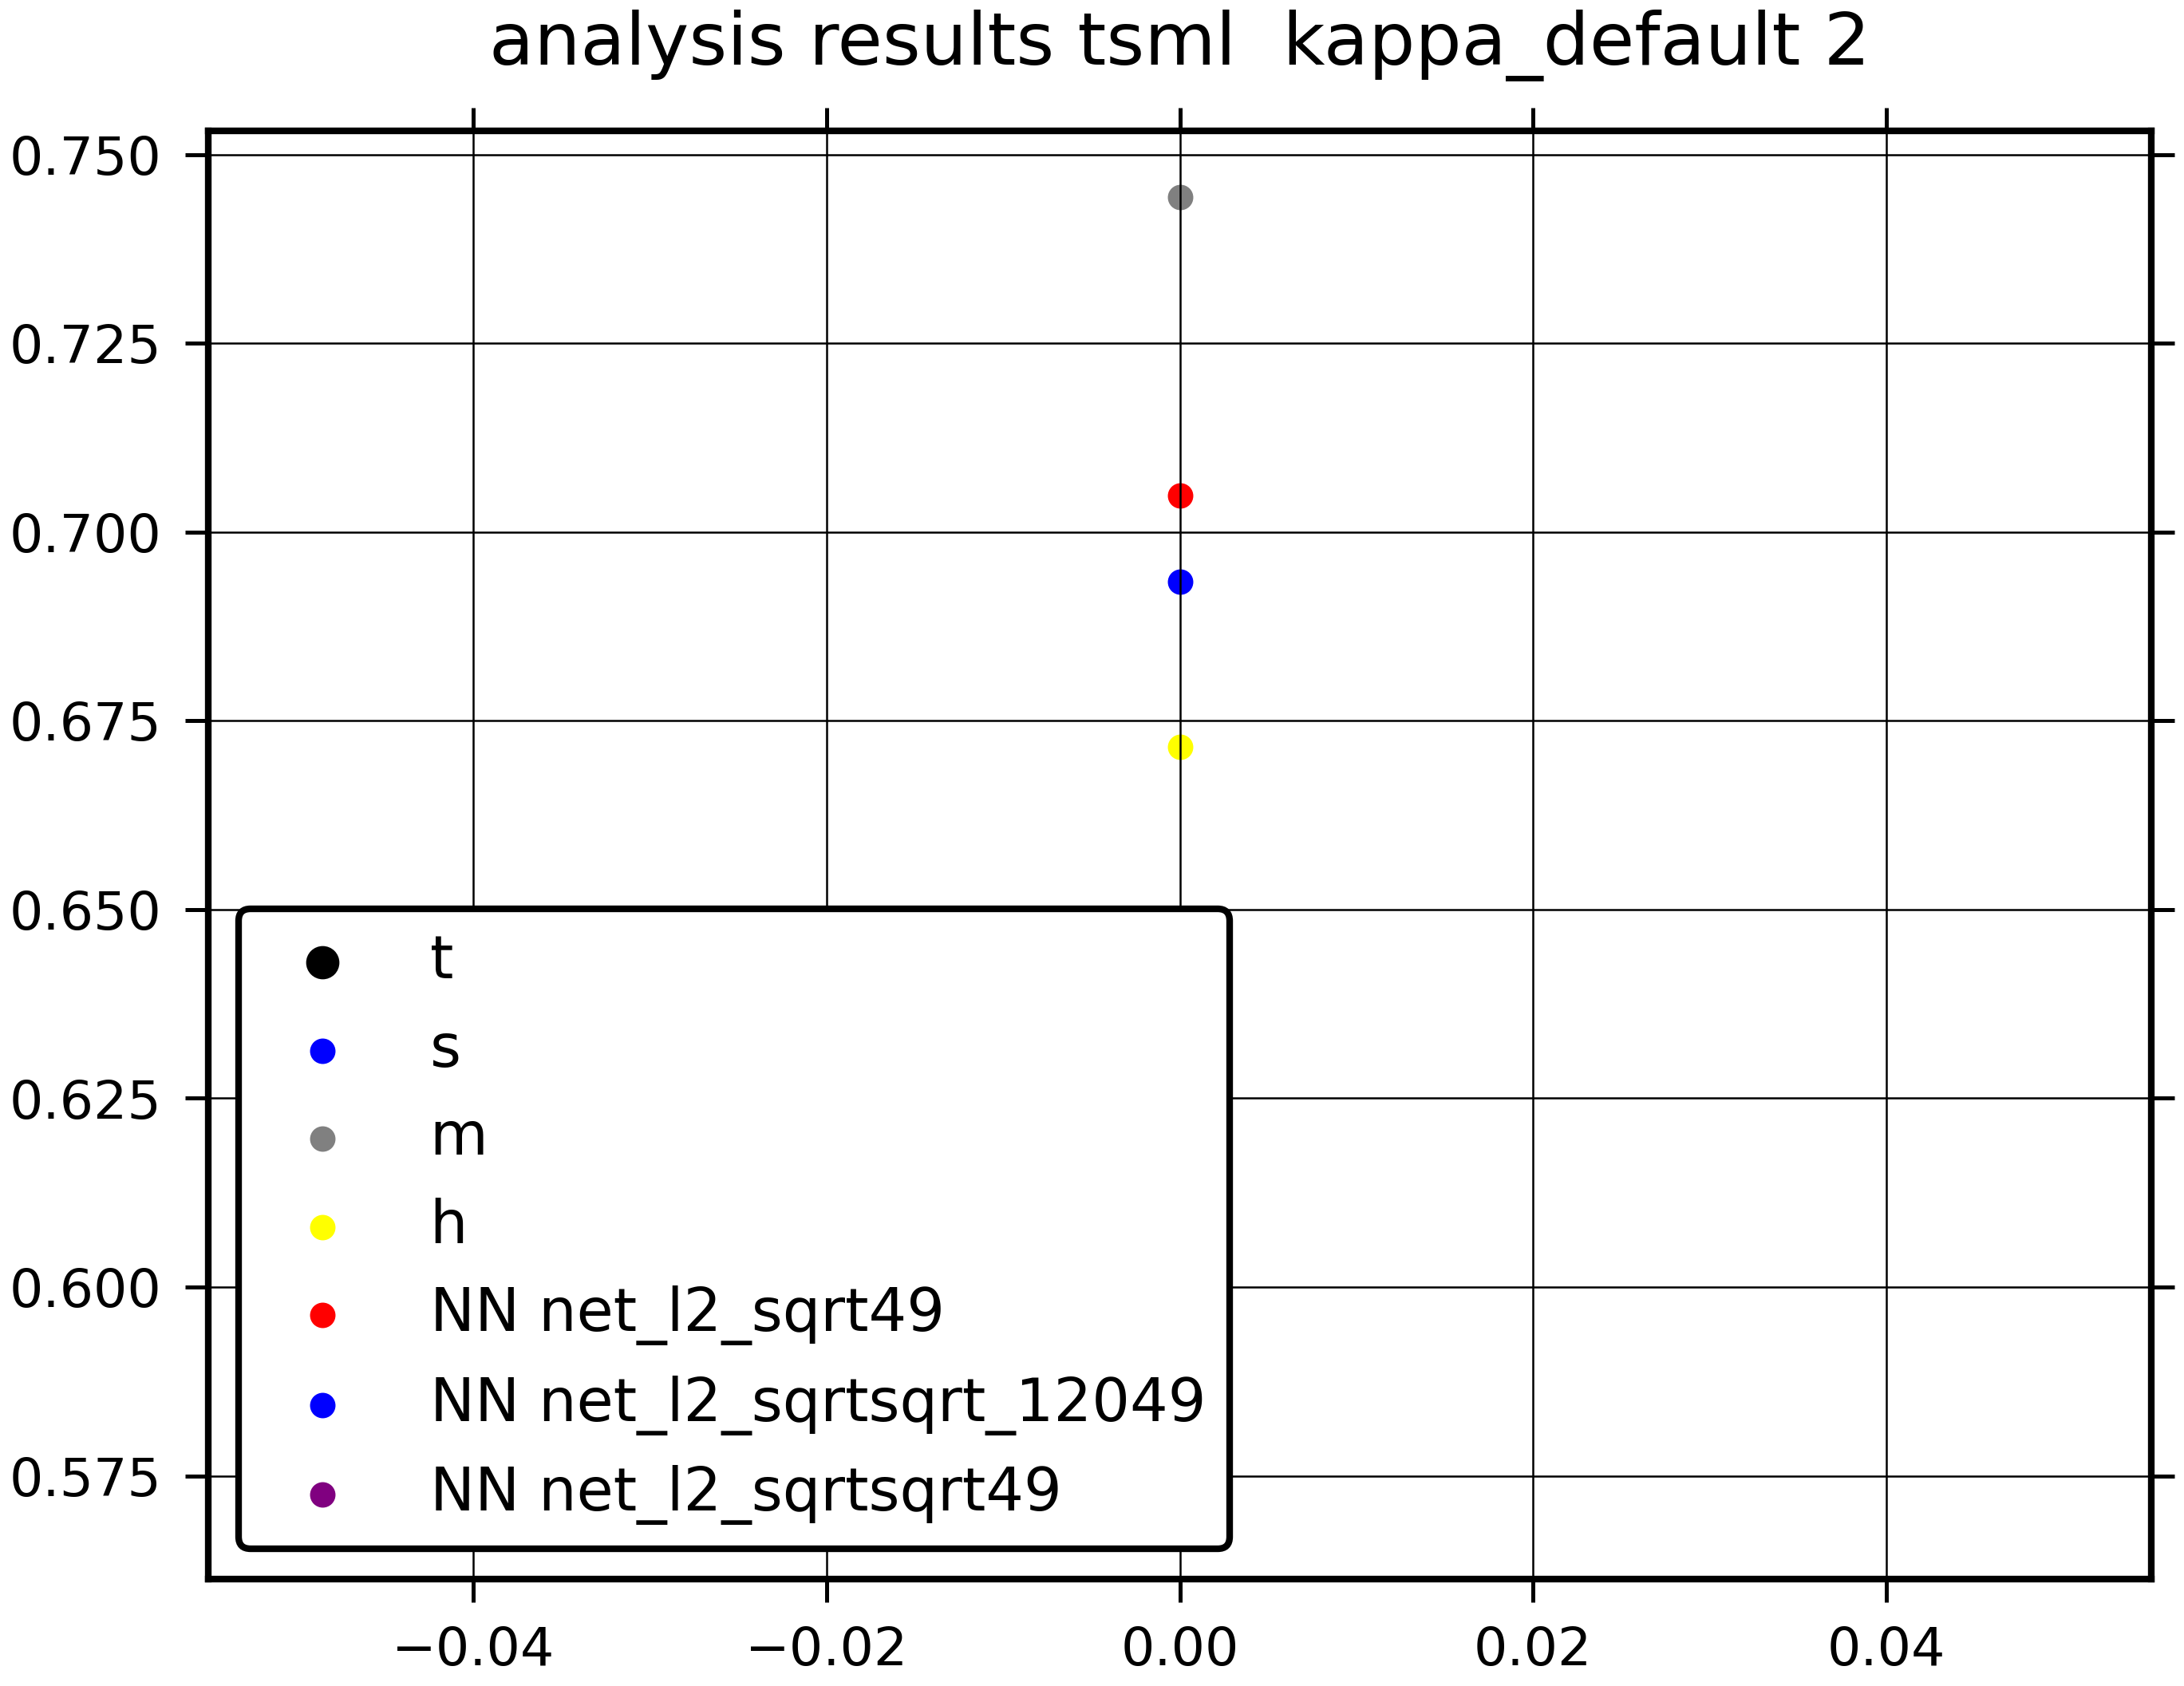 analysis results tsml  kappa_default 2
0.750
0.725
0.700
0.675
0.650
0.625
0.600
0.575
t
s
m
h
NN net_l2_sqrt49
NN net_l2_sqrtsqrt_12049
NN net_l2_sqrtsqrt49
−0.04 −0.02 0.00 0.02 0.04